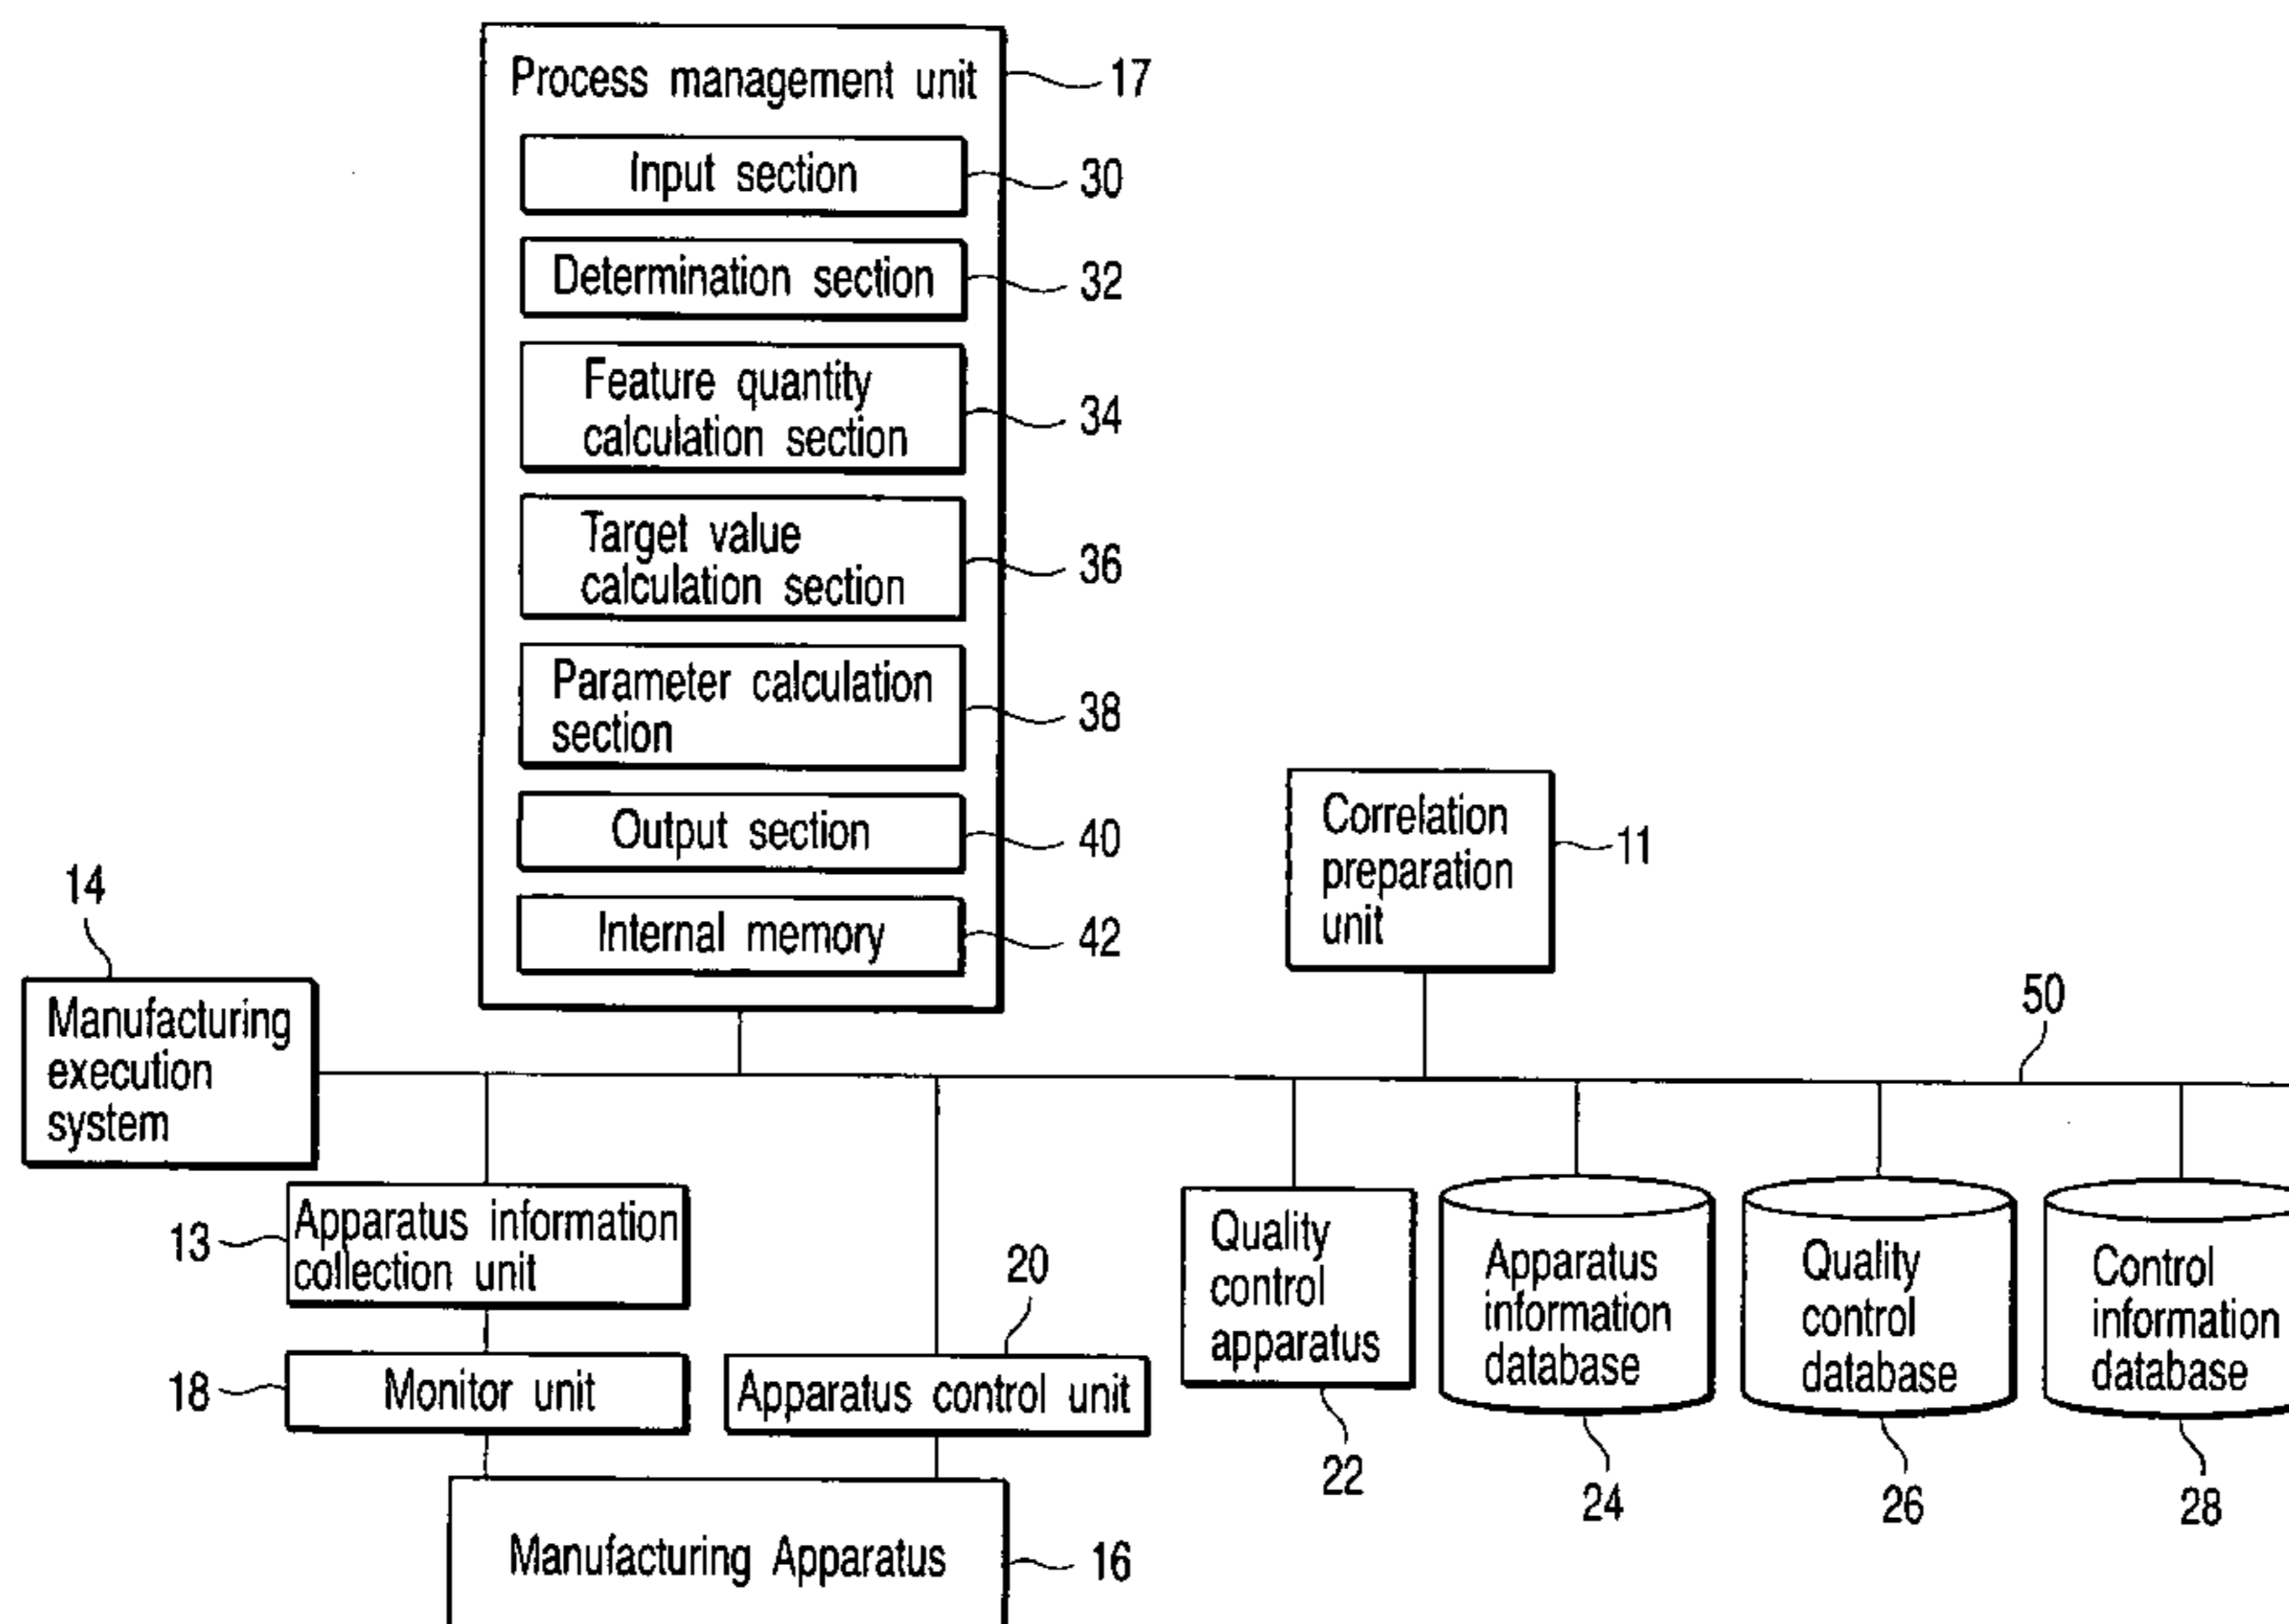 Process management unit
17
Input section
30
Determination section
32
Feature quantity
calculation section
34
Target value
calculation section
36
Parameter calculation
section
38
Output section
40
Internal memory
42
Correlation
preparation
unit
11
14
Manufacturing
execution
system
50
13
Apparatus information
collection unit
18
Monitor unit
20
Apparatus control unit
Quality
control
apparatus
22
Apparatus
information
database
24
Quality
control
database
26
Control
information
database
28
Manufacturing Apparatus
16